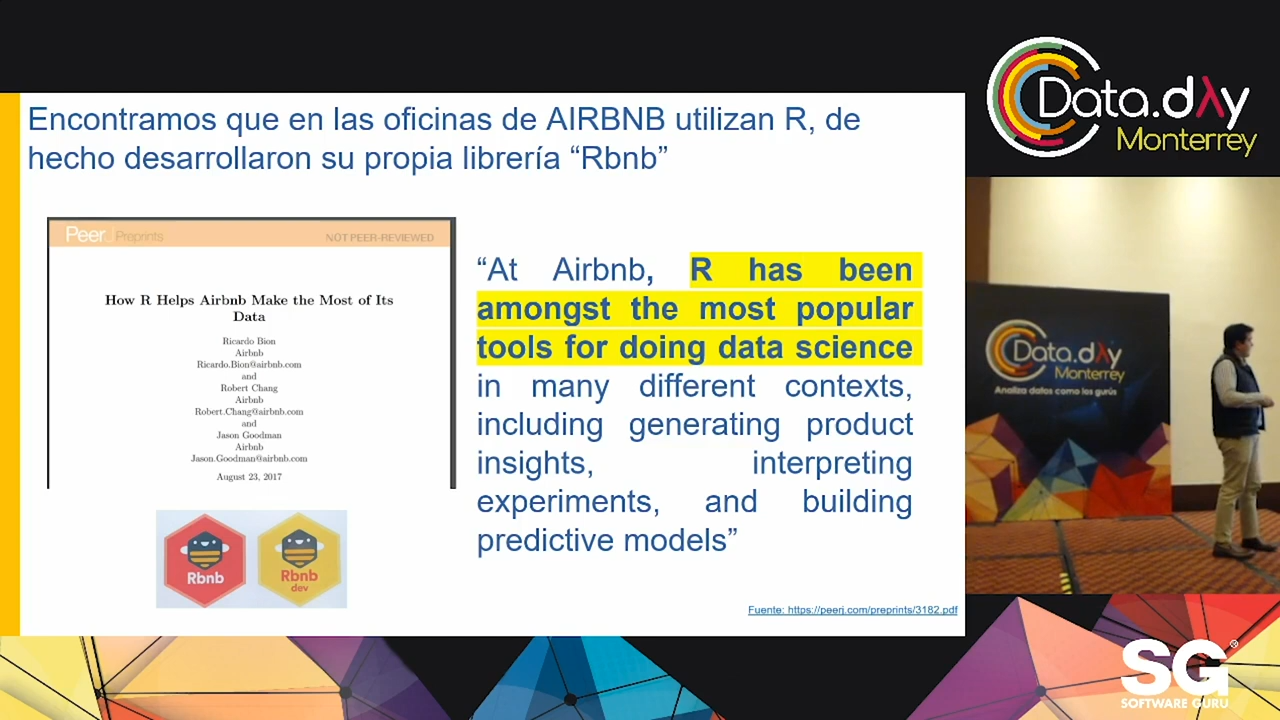 Encontramos que en las oficinas de AIRBNB utilizan R, de
hecho desarrollaron su propia librería “Rbnb”
Peer Preprints
NOT PEER-REVIEWED
How R Helps Airbnb Make the Most of Its
Data
Ricardo Bion
Airbnb
Ricardo.Bion@airbnb.com
and
Robert Chang
Airbnb
Robert.Chang@airbnb.com
and
Jason Goodman
Airbnb
Jason.Goodman@airbnb.com
August 23, 2017
Rbnb
Rbnb
dev
“At Airbnb, R has been
amongst the most popular
tools for doing data science
in many different contexts,
including generating product
insights, interpreting
experiments, and building
predictive models”
Fuente: https://peerj.com/preprints/3182.pdf
Data.dλy
Monterrey
Data.dλy
Monterrey
Analiza datos como los gurús
SG
SOFTWARE GURU